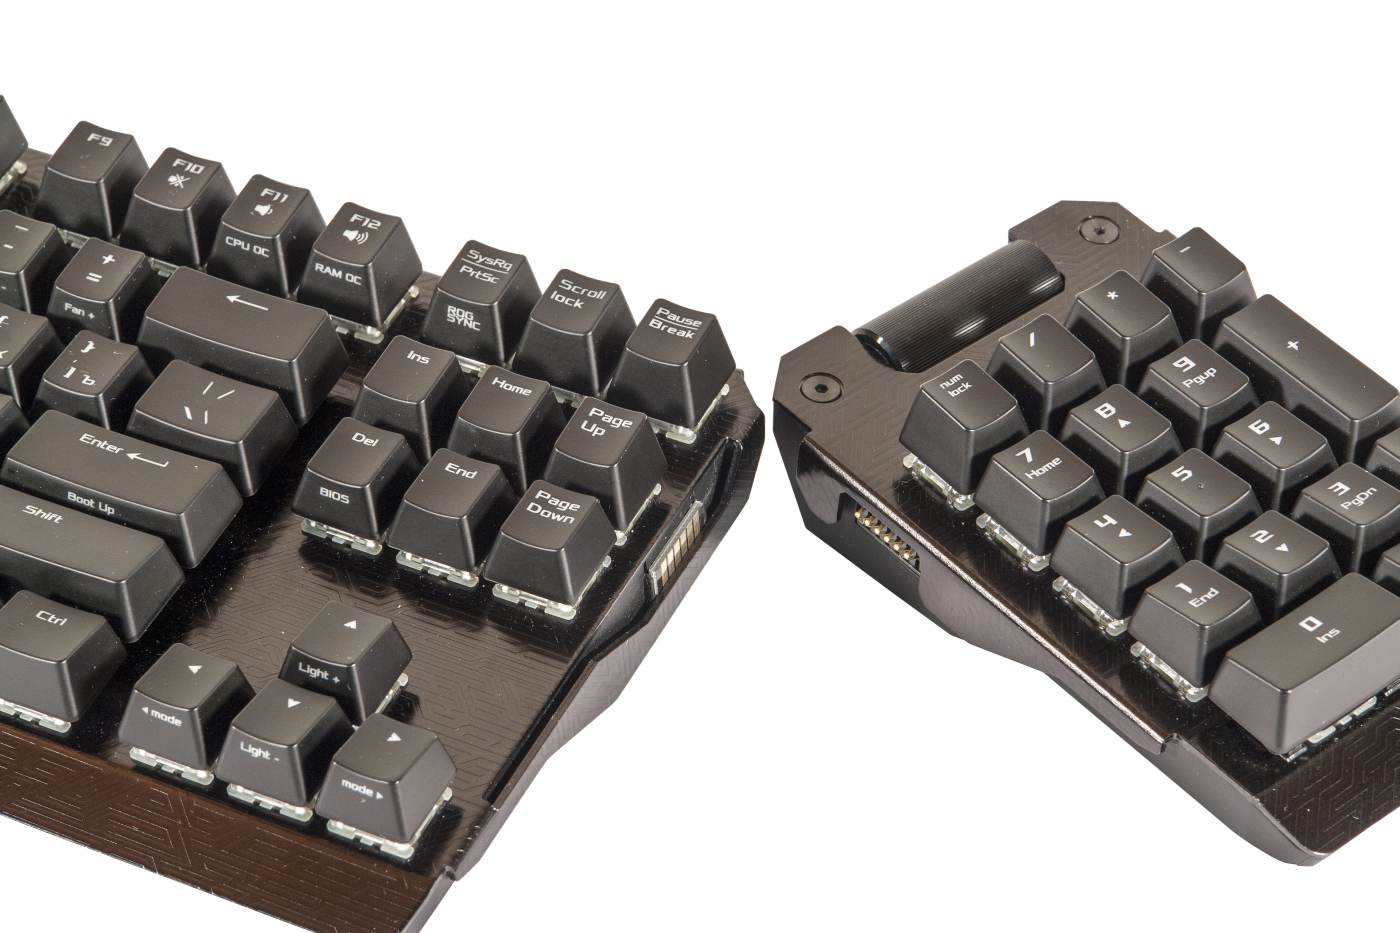 F9
F10
F11
CPU OC
F12
RAM OC
SysRq
PrtSc
ROG
SYNC
Scroll
lock
Pause
Break
–
-
+
=
Fan +
←
Ins
Home
Page
Up
}
]
Ъ
| /
\ \
Del
BIOS
End
Page
Down
Enter
Boot Up
Shift
Ctrl
▲
Light +
◄
◄ mode
▼
Light -
►
mode ►
-
*
/
num
lock
+
9
Pgup
8
▲
7
Home
6
►
5
4
◄
3
PgDn
2
▼
1
End
0
Ins